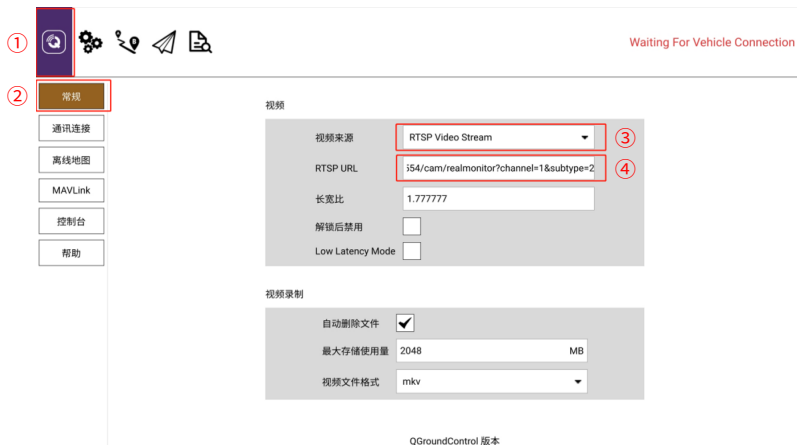 ①
Waiting For Vehicle Connection
② 常规
视频
通讯连接
视频来源 RTSP Video Stream ③
离线地图
RTSP URL 554/cam/realmonitor?channel=1&subtype=2 ④
MAVLink
长宽比 1.777777
控制台
解锁后禁用
帮助
Low Latency Mode
视频录制
自动删除文件
最大存储使用量 2048 MB
视频文件格式 mkv
QGroundControl 版本